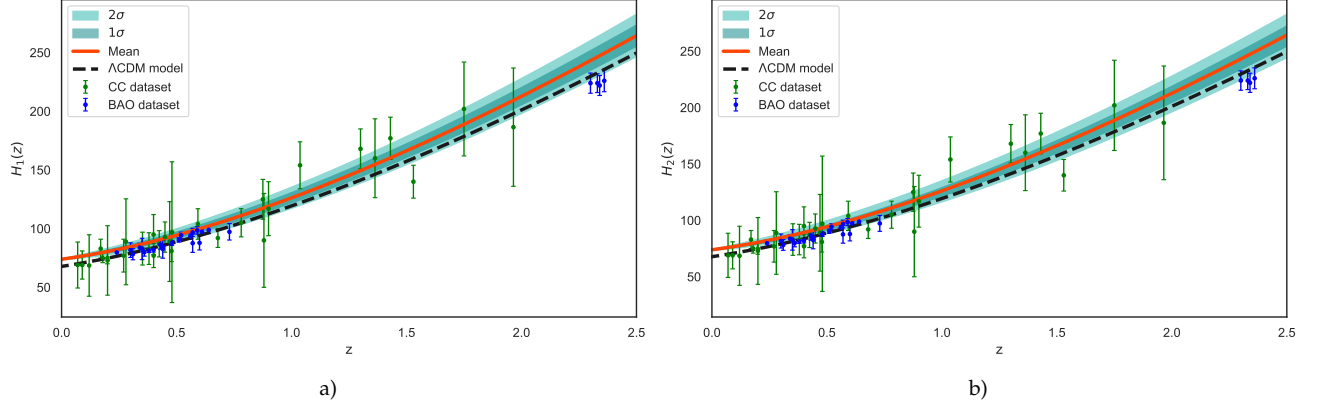 2σ
1σ
Mean
ΛCDM model
CC dataset
BAO dataset
250
200
150
100
50
H₁(z)
0.0 0.5 1.0 1.5 2.0 2.5
z
a)
2σ
1σ
Mean
ΛCDM model
CC dataset
BAO dataset
250
200
150
100
50
H₂(z)
0.0 0.5 1.0 1.5 2.0 2.5
z
b)